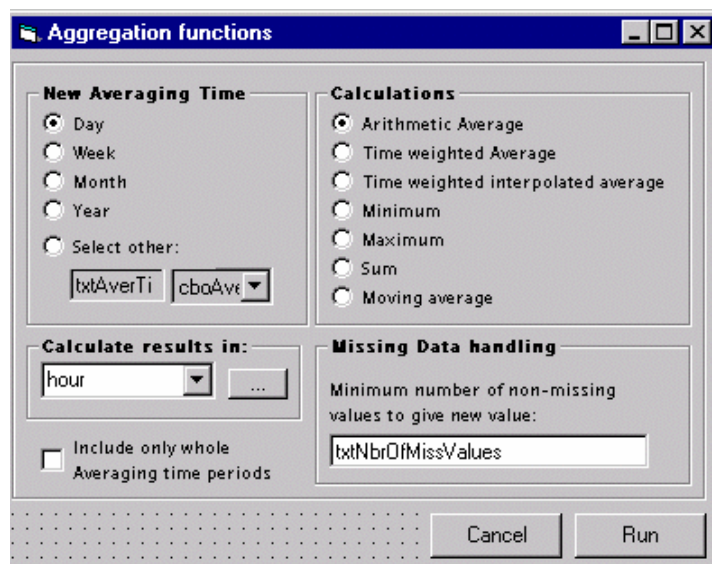 Aggregation functions
New Averaging Time
Day
Week
Month
Year
Select other:
txtAverTi cboAve
Calculations
Arithmetic Average
Time weighted Average
Time weighted interpolated average
Minimum
Maximum
Sum
Moving average
Calculate results in:
hour ...
Include only whole
Averaging time periods
Missing Data handling
Minimum number of non-missing
values to give new value:
txtNbrOfMissValues
Cancel Run